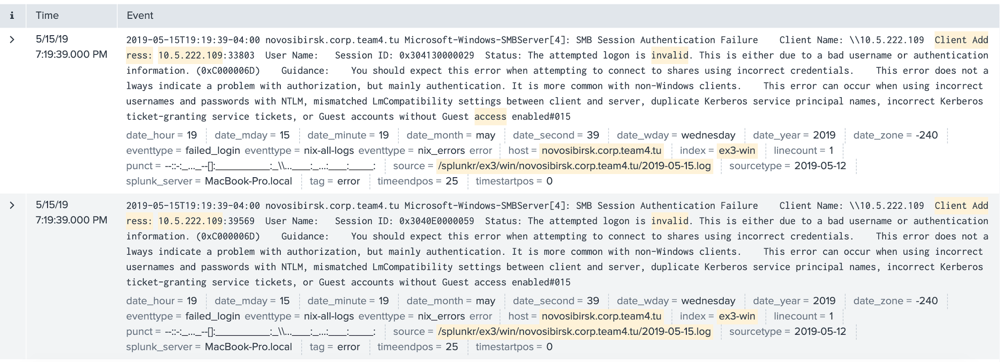 i Time Event
5/15/19
7:19:39.000 PM
2019-05-15T19:19:39-04:00 novosibirsk.corp.team4.tu Microsoft-Windows-SMBServer[4]: SMB Session Authentication Failure    Client Name: \\10.5.222.109  Client Add
ress: 10.5.222.109:33803  User Name:   Session ID: 0x304130000029  Status: The attempted logon is invalid. This is either due to a bad username or authentication
information. (0xC000006D)    Guidance:    You should expect this error when attempting to connect to shares using incorrect credentials.    This error does not a
lways indicate a problem with authorization, but mainly authentication. It is more common with non-Windows clients.    This error can occur when using incorrect
usernames and passwords with NTLM, mismatched LmCompatibility settings between client and server, duplicate Kerberos service principal names, incorrect Kerberos
ticket-granting service tickets, or Guest accounts without Guest access enabled#015
date_hour = 19 date_mday = 15 date_minute = 19 date_month = may date_second = 39 date_wday = wednesday date_year = 2019 date_zone = -240
eventtype = failed_login eventtype = nix-all-logs eventtype = nix_errors error host = novosibirsk.corp.team4.tu index = ex3-win linecount = 1
punct = --::-:_..._--[]:__________:_\\...____:_...:____:_____: source = /splunkr/ex3/win/novosibirsk.corp.team4.tu/2019-05-15.log sourcetype = 2019-05-12
splunk_server = MacBook-Pro.local tag = error timeendpos = 25 timestartpos = 0
5/15/19
7:19:39.000 PM
2019-05-15T19:19:39-04:00 novosibirsk.corp.team4.tu Microsoft-Windows-SMBServer[4]: SMB Session Authentication Failure    Client Name: \\10.5.222.109  Client Add
ress: 10.5.222.109:39569  User Name:   Session ID: 0x3040E0000059  Status: The attempted logon is invalid. This is either due to a bad username or authentication
information. (0xC000006D)    Guidance:    You should expect this error when attempting to connect to shares using incorrect credentials.    This error does not a
lways indicate a problem with authorization, but mainly authentication. It is more common with non-Windows clients.    This error can occur when using incorrect
usernames and passwords with NTLM, mismatched LmCompatibility settings between client and server, duplicate Kerberos service principal names, incorrect Kerberos
ticket-granting service tickets, or Guest accounts without Guest access enabled#015
date_hour = 19 date_mday = 15 date_minute = 19 date_month = may date_second = 39 date_wday = wednesday date_year = 2019 date_zone = -240
eventtype = failed_login eventtype = nix-all-logs eventtype = nix_errors error host = novosibirsk.corp.team4.tu index = ex3-win linecount = 1
punct = --::-:_..._--[]:__________:_\\...____:_...:____:_____: source = /splunkr/ex3/win/novosibirsk.corp.team4.tu/2019-05-15.log sourcetype = 2019-05-12
splunk_server = MacBook-Pro.local tag = error timeendpos = 25 timestartpos = 0